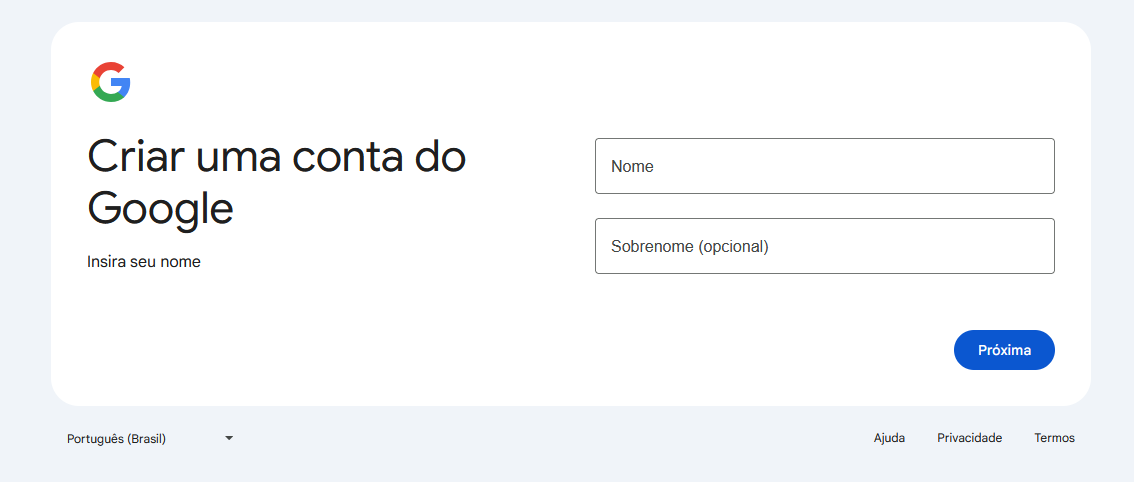 Criar uma conta do
Google
Insira seu nome
Nome
Sobrenome (opcional)
Próxima
Português (Brasil)
Ajuda
Privacidade
Termos